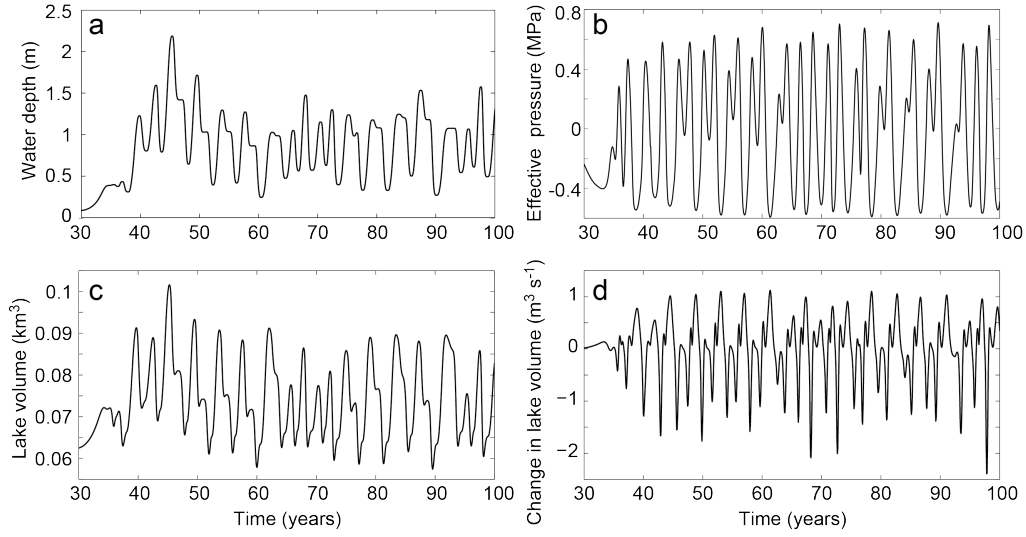 a
Water depth (m)
2.5
2
1.5
1
0.5
0
30 40 50 60 70 80 90 100
b
Effective pressure (MPa)
0.8
0.4
0
-0.4
30 40 50 60 70 80 90 100
c
Lake volume (km³)
0.1
0.09
0.08
0.07
0.06
30 40 50 60 70 80 90 100
Time (years)
d
Change in lake volume (m³ s⁻¹)
1
0
−1
−2
30 40 50 60 70 80 90 100
Time (years)